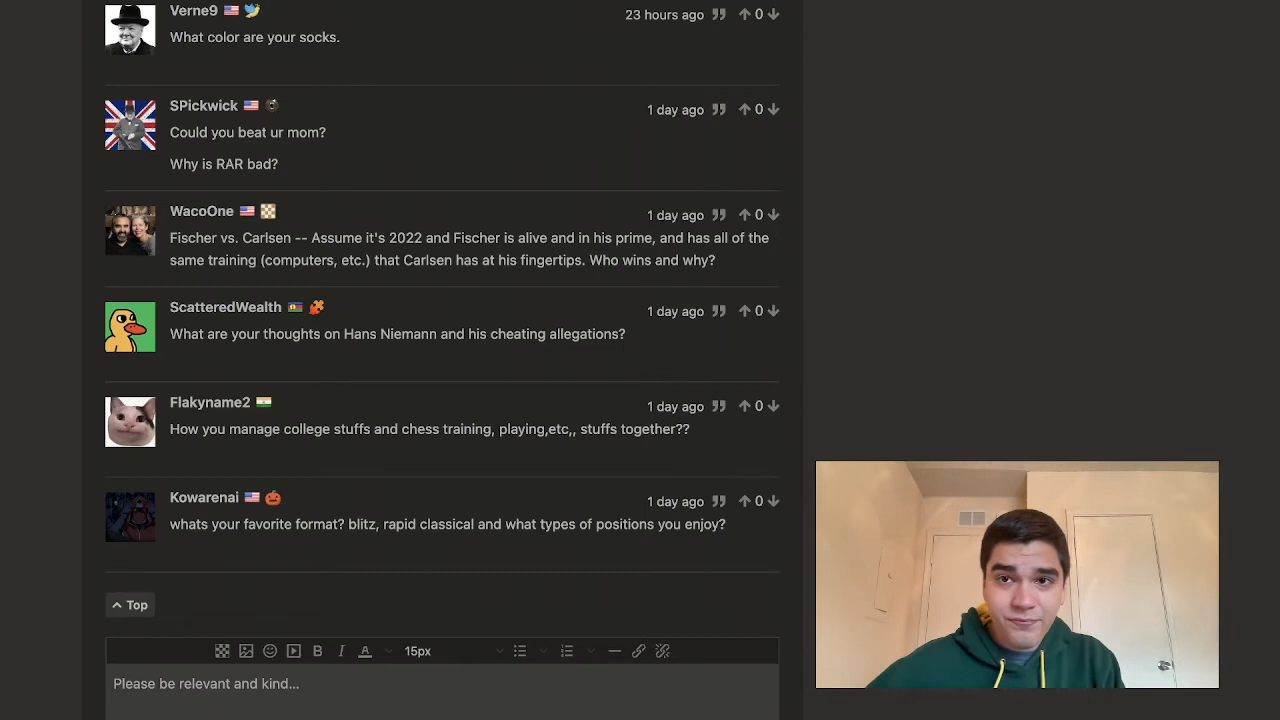 Verne9
23 hours ago
0
What color are your socks.
SPickwick
1 day ago
0
Could you beat ur mom?
Why is RAR bad?
WacoOne
1 day ago
0
Fischer vs. Carlsen -- Assume it's 2022 and Fischer is alive and in his prime, and has all of the
same training (computers, etc.) that Carlsen has at his fingertips. Who wins and why?
ScatteredWealth
1 day ago
0
What are your thoughts on Hans Niemann and his cheating allegations?
Flakyname2
1 day ago
0
How you manage college stuffs and chess training, playing,etc,, stuffs together??
Kowarenai
1 day ago
0
whats your favorite format? blitz, rapid classical and what types of positions you enjoy?
Top
B I A 15px
Please be relevant and kind...